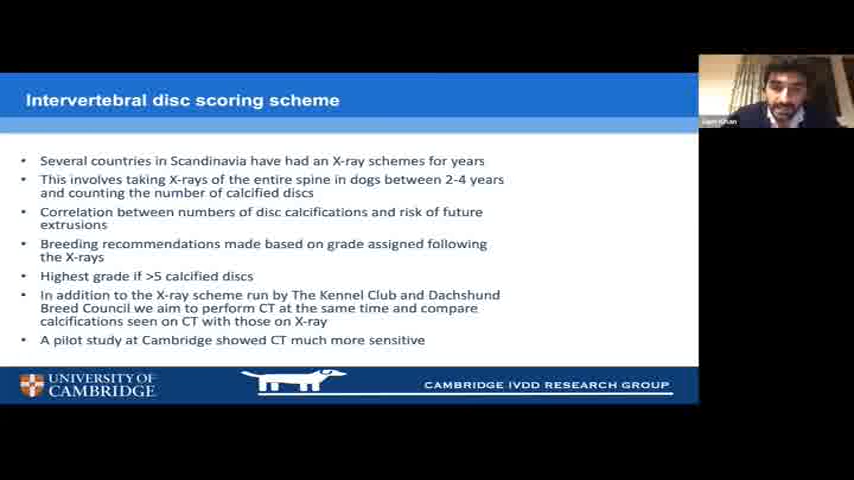 Intervertebral disc scoring scheme
Khan
• Several countries in Scandinavia have had an X-ray schemes for years
• This involves taking X-rays of the entire spine in dogs between 2-4 years
and counting the number of calcified discs
• Correlation between numbers of disc calcifications and risk of future
extrusions
• Breeding recommendations made based on grade assigned following
the X-rays
• Highest grade if >5 calcified discs
• In addition to the X-ray scheme run by The Kennel Club and Dachshund
Breed Council we aim to perform CT at the same time and compare
calcifications seen on CT with those on X-ray
• A pilot study at Cambridge showed CT much more sensitive
UNIVERSITY OF
CAMBRIDGE
CAMBRIDGE IVDD RESEARCH GROUP